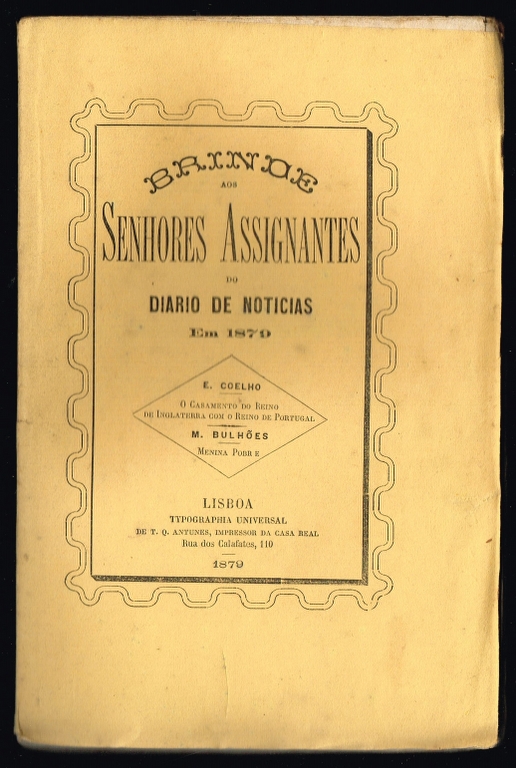 BRINDE
AOS
SENHORES ASSIGNANTES
DO
DIARIO DE NOTICIAS
Em 1879
E. COELHO
O CASAMENTO DO REINO
DE INGLATERRA COM O REINO DE PORTUGAL
M. BULHÕES
MENINA POBRE
LISBOA
TYPOGRAPHIA UNIVERSAL
DE T. Q. ANTUNES, IMPRESSOR DA CASA REAL
Rua dos Calafates, 110
1879